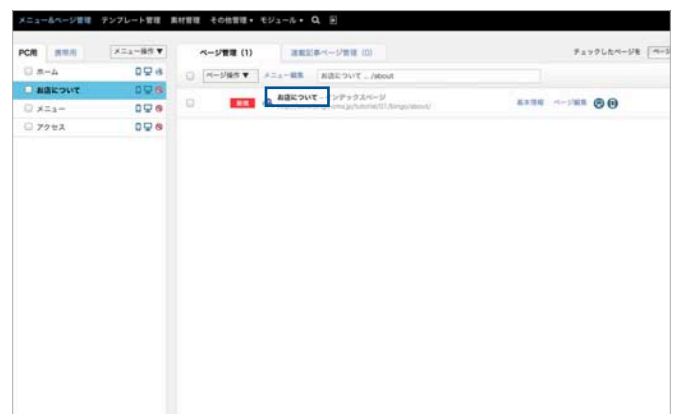 メニュー&ページ管理 テンプレート管理 素材管理 その他管理▼ モジュール▼
PC用 携帯用 メニュー操作▼
ページ管理 (1) 連載記事ページ管理 (0) チェックしたページを
ホーム
ページ操作▼ メニュー編集 お店について
/about
お店について
お店について - インデックスページ
基本情報 ページ編集
メニュー
アクセス